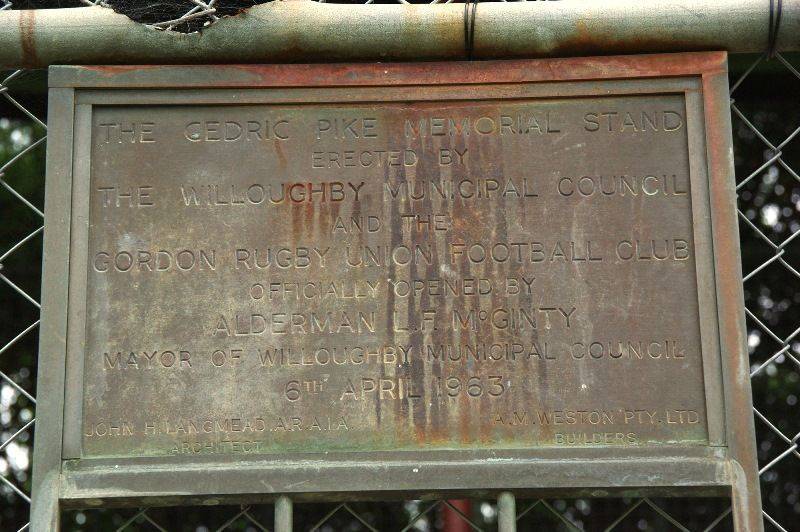 THE CEDRIC PIKE MEMORIAL STAND
ERECTED BY
THE WILLOUGHBY MUNICIPAL COUNCIL
AND THE
GORDON RUGBY UNION FOOTBALL CLUB
OFFICIALLY OPENED BY
ALDERMAN L.F. McGINTY
MAYOR OF WILLOUGHBY MUNICIPAL COUNCIL
6TH APRIL 1963
JOHN H. LANGMEAD. A.R.A.I.A. A.M. WESTON PTY. LTD
ARCHITECT BUILDERS